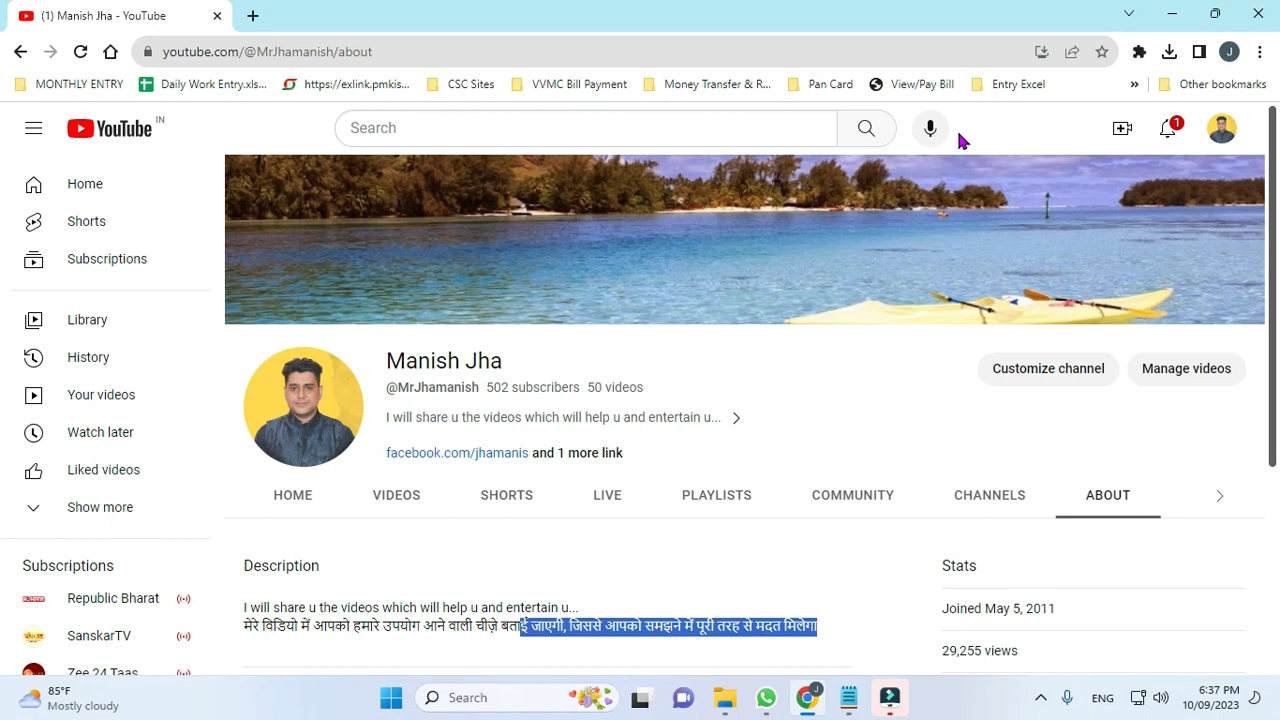 (1) Manish Jha - YouTube
youtube.com/@MrJhamanish/about
MONTHLY ENTRY Daily Work Entry.xls... https://exlink.pmkis... CSC Sites VVMC Bill Payment Money Transfer & R... Pan Card View/Pay Bill Entry Excel » Other bookmarks
J
YouTube IN
Search
1
Home
Shorts
Subscriptions
Library
History
Your videos
Watch later
Liked videos
Show more
Subscriptions
Republic Bharat
SanskarTV
Zee 24 Taas
Manish Jha
@MrJhamanish 502 subscribers 50 videos
I will share u the videos which will help u and entertain u...
facebook.com/jhamanis and 1 more link
Customize channel
Manage videos
HOME VIDEOS SHORTS LIVE PLAYLISTS COMMUNITY CHANNELS ABOUT
Description
I will share u the videos which will help u and entertain u...
मेरे विडियो में आपको हमारे उपयोग आने वाली चीज़े बताई जाएगी, जिससे आपको समझने में पूरी तरह से मदत मिलेगा
Stats
Joined May 5, 2011
29,255 views
85°F
Mostly cloudy
Search
J
ENG
6:37 PM
10/09/2023